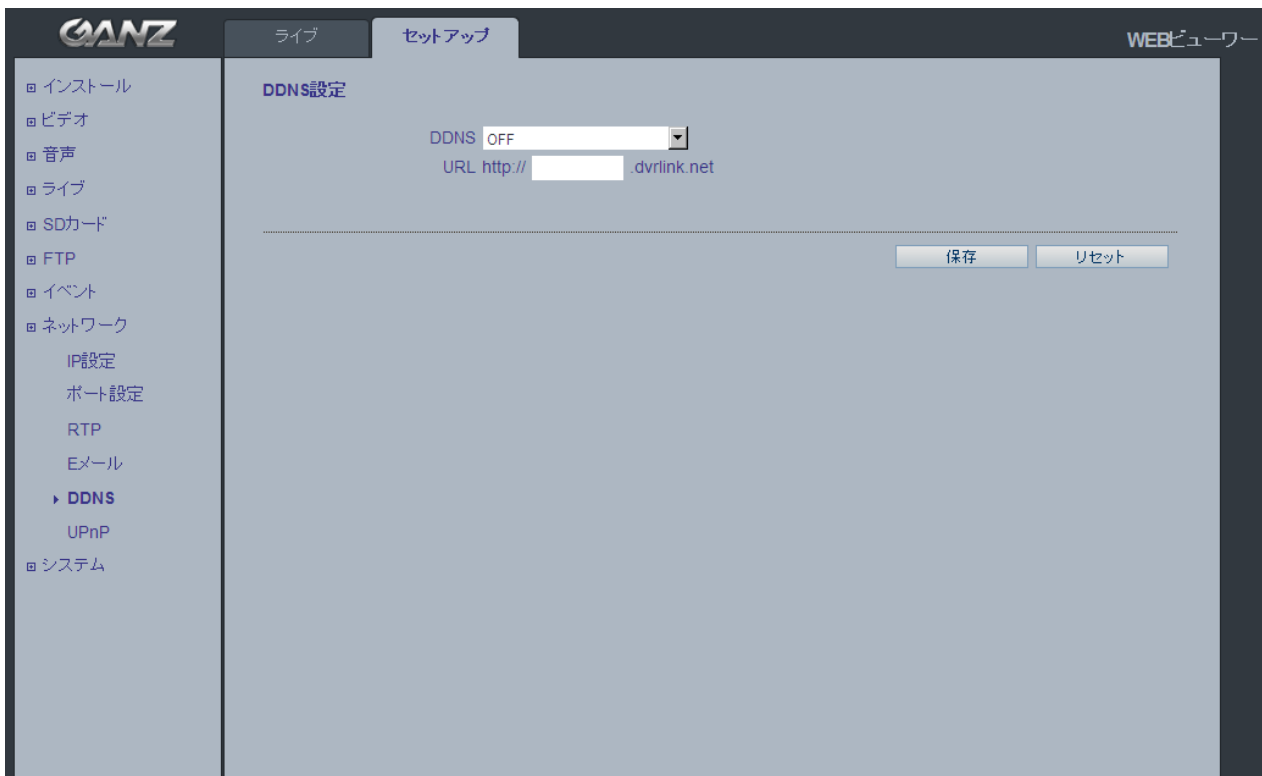 GANZ
ライブ
セットアップ
WEBビューワー
インストール
ビデオ
音声
ライブ
SDカード
FTP
イベント
ネットワーク
IP設定
ポート設定
RTP
Eメール
DDNS
UPnP
システム
DDNS設定
DDNS OFF
URL http:// .dvrlink.net
保存
リセット